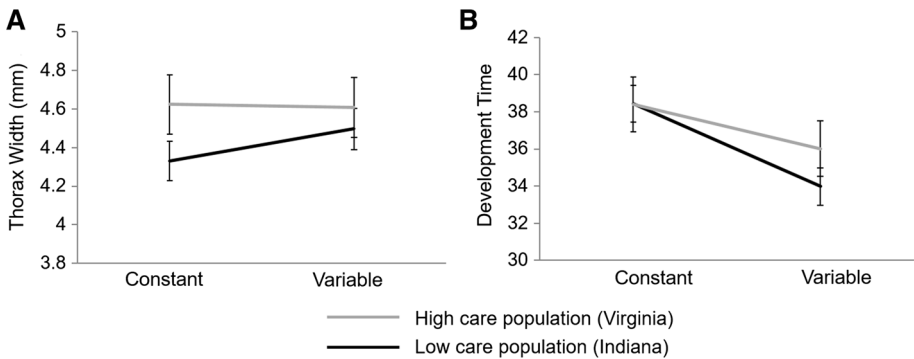 A
Thorax Width (mm)
5
4.8
4.6
4.4
4.2
4
3.8
Constant
Variable
B
Development Time
42
40
38
36
34
32
30
Constant
Variable
High care population (Virginia)
Low care population (Indiana)